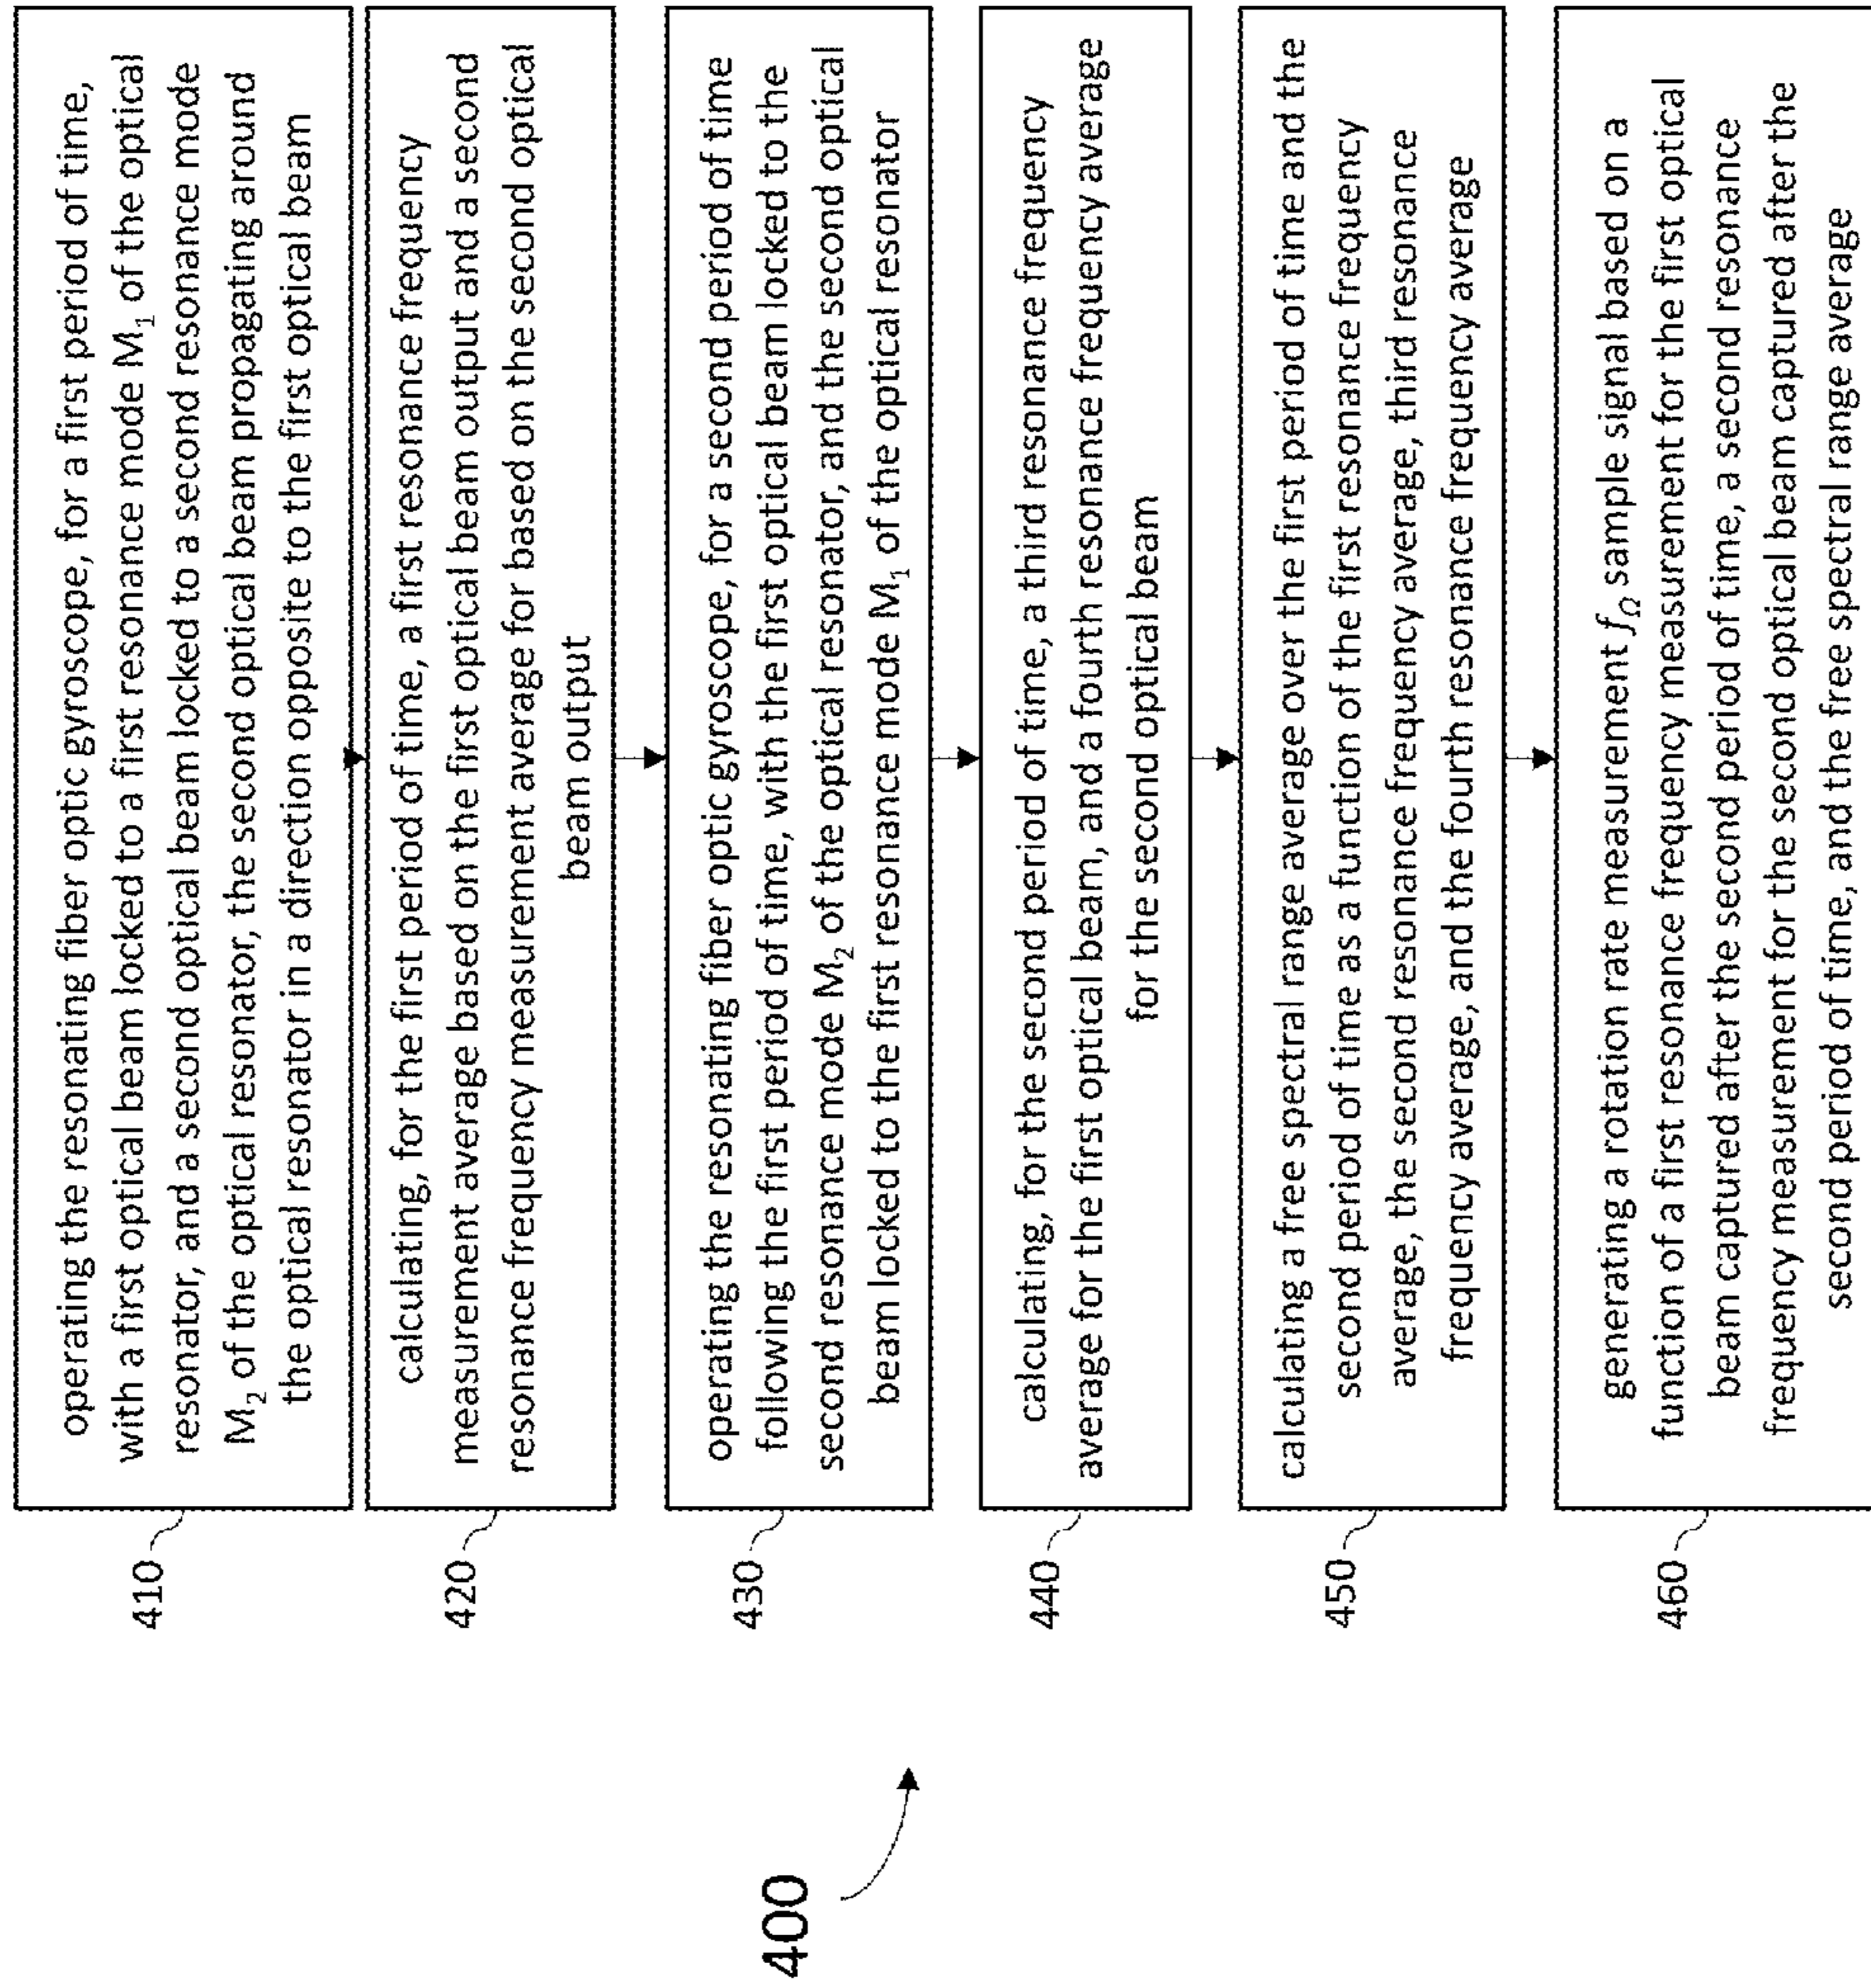 400
410
operating the resonating fiber optic gyroscope, for a first period of time,
with a first optical beam locked to a first resonance mode M₁ of the optical
resonator, and a second optical beam locked to a second resonance mode
M₂ of the optical resonator, the second optical beam propagating around
the optical resonator in a direction opposite to the first optical beam
420
calculating, for the first period of time, a first resonance frequency
measurement average based on the first optical beam output and a second
resonance frequency measurement average for based on the second optical
beam output
430
operating the resonating fiber optic gyroscope, for a second period of time
following the first period of time, with the first optical beam locked to the
second resonance mode M₂ of the optical resonator, and the second optical
beam locked to the first resonance mode M₁ of the optical resonator
440
calculating, for the second period of time, a third resonance frequency
average for the first optical beam, and a fourth resonance frequency average
for the second optical beam
450
calculating a free spectral range average over the first period of time and the
second period of time as a function of the first resonance frequency
average, the second resonance frequency average, third resonance
frequency average, and the fourth resonance frequency average
460
generating a rotation rate measurement f_Ω sample signal based on a
function of a first resonance frequency measurement for the first optical
beam captured after the second period of time, a second resonance
frequency measurement for the second optical beam captured after the
second period of time, and the free spectral range average